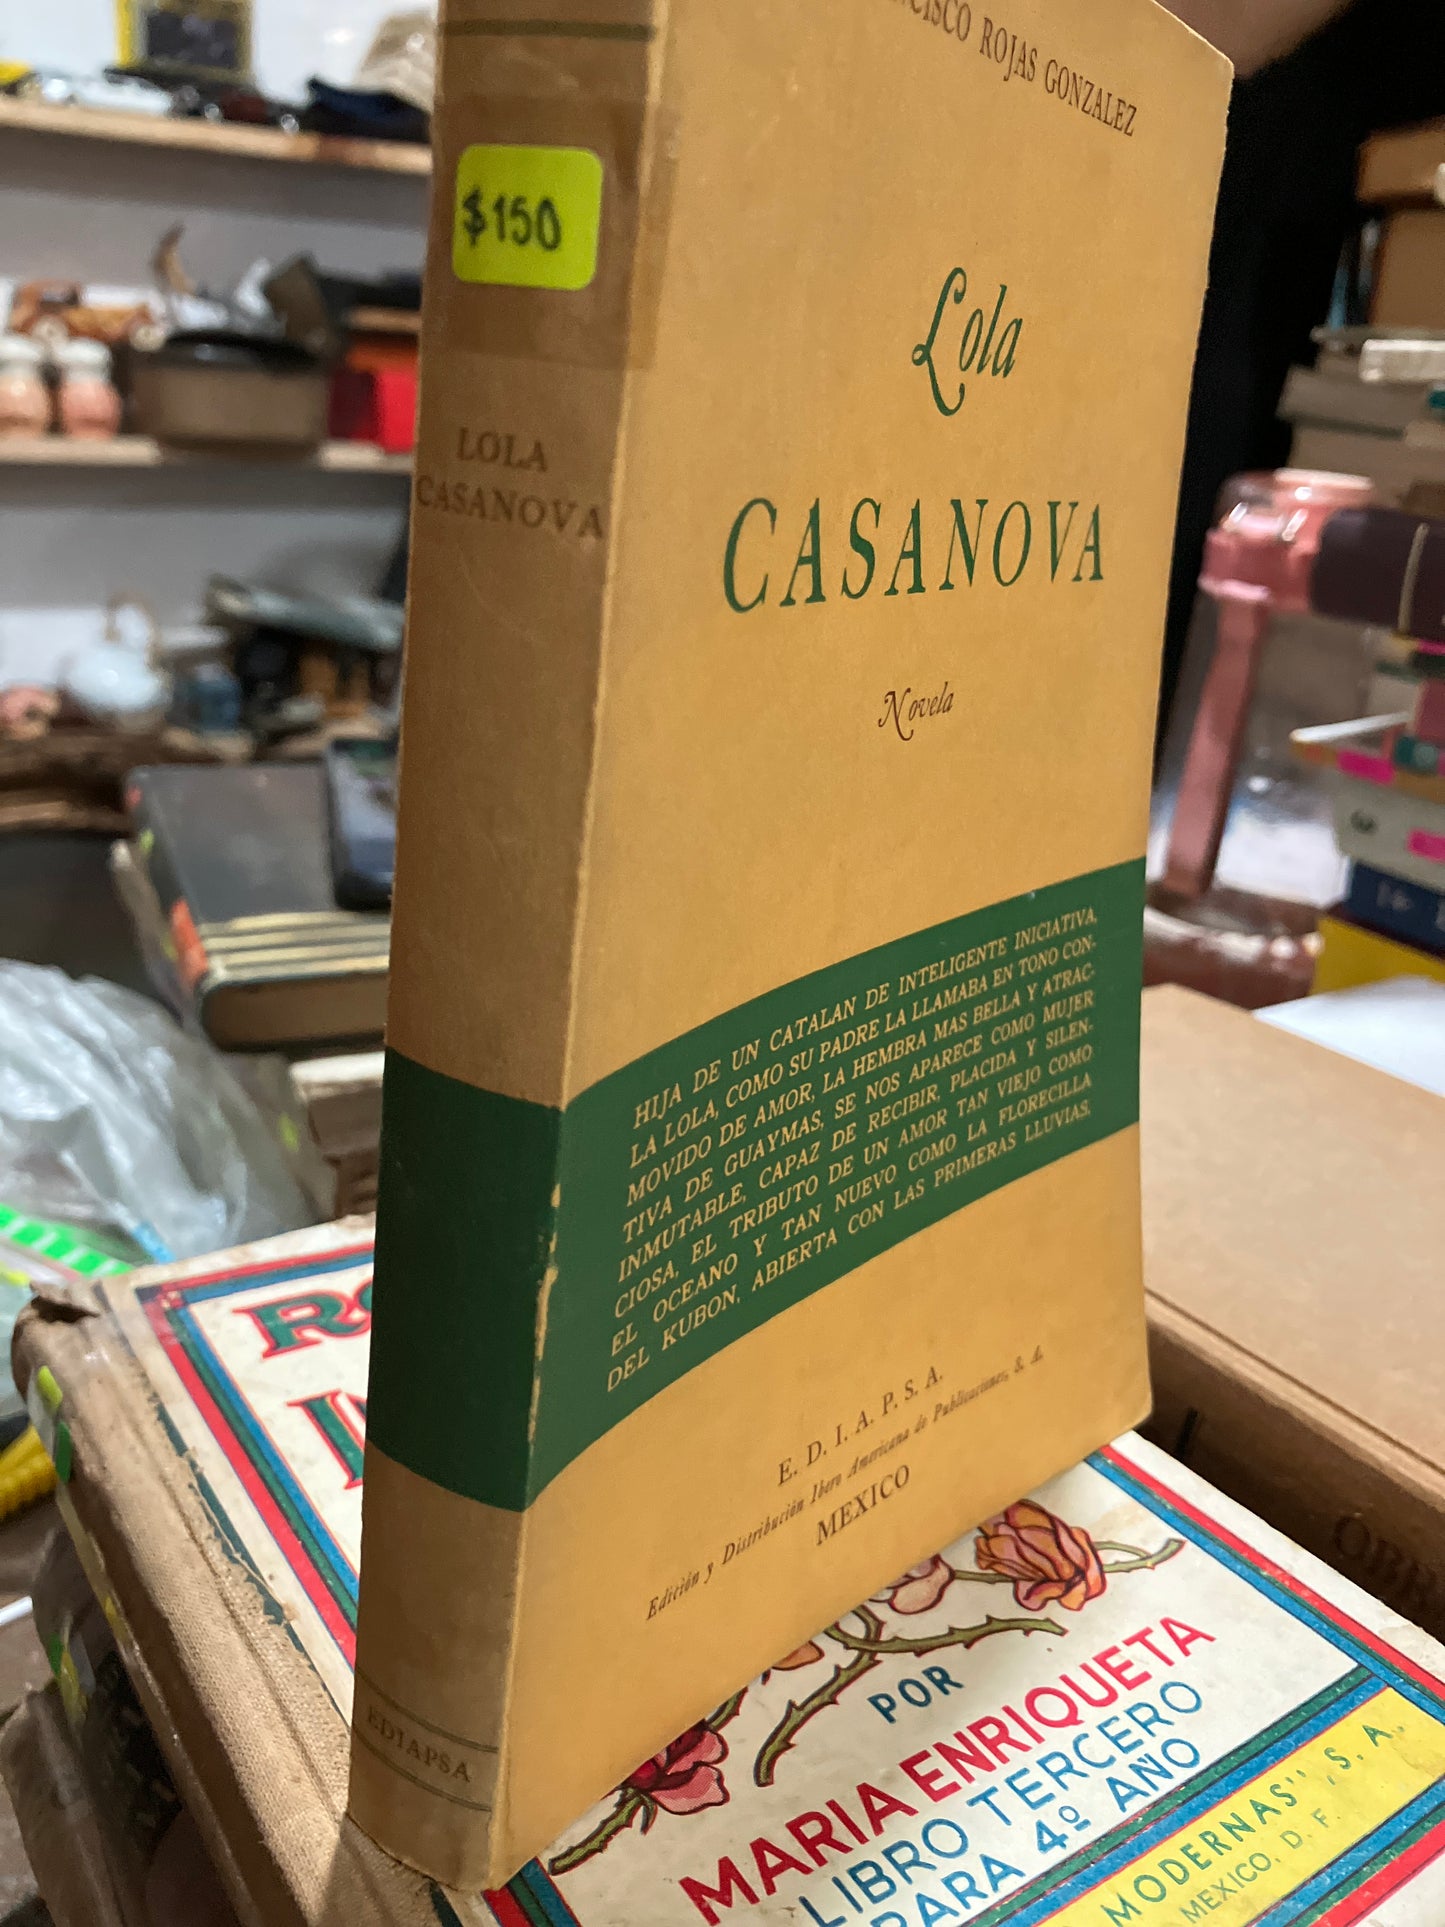 ROJAS GONZALEZ
$150
Lola
CASANOVA
Novela
LOLA
CASANOVA
HIJA DE UN CATALAN DE INTELIGENTE INICIATIVA,
LA LOLA, COMO SU PADRE LA LLAMABA EN TONO CON-
MOVIDO DE AMOR, LA HEMBRA MAS BELLA Y ATRAC-
TIVA DE GUAYMAS, SE NOS APARECE COMO MUJER
INMUTABLE, CAPAZ DE RECIBIR, PLACIDA Y SILEN-
CIOSA, EL TRIBUTO DE UN AMOR TAN VIEJO COMO
EL OCEANO Y TAN NUEVO COMO LA FLORECILLA
DEL KUBON, ABIERTA CON LAS PRIMERAS LLUVIAS.
E. D. I. A. P. S. A.
Edición y Distribución Ibero Americana de Publicaciones, S. A.
MEXICO
EDIAPSA
POR
MARIA ENRIQUETA
LIBRO TERCERO
PARA 4º AÑO
MODERNAS", S. A.
MEXICO, D. F.